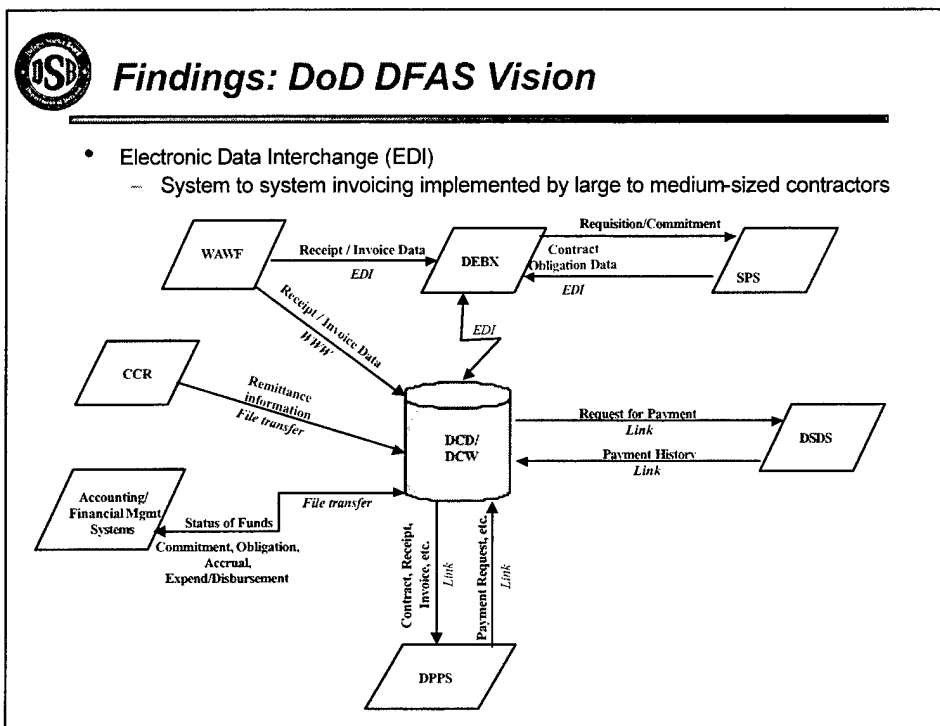 DSB
Findings: DoD DFAS Vision
• Electronic Data Interchange (EDI)
– System to system invoicing implemented by large to medium-sized contractors
WAWF
Receipt / Invoice Data
EDI
DEBX
Requisition/Commitment
Contract
Obligation Data
EDI
SPS
Receipt / Invoice Data
WWW
EDI
CCR
Remittance
information
File transfer
DCD/
DCW
Request for Payment
Link
Payment History
Link
DSDS
Accounting/
Financial Mgmt
Systems
Status of Funds
File transfer
Commitment, Obligation,
Accrual,
Expend/Disbursement
Contract, Receipt,
Invoice, etc.
Link
Payment Request, etc.
Link
DPPS